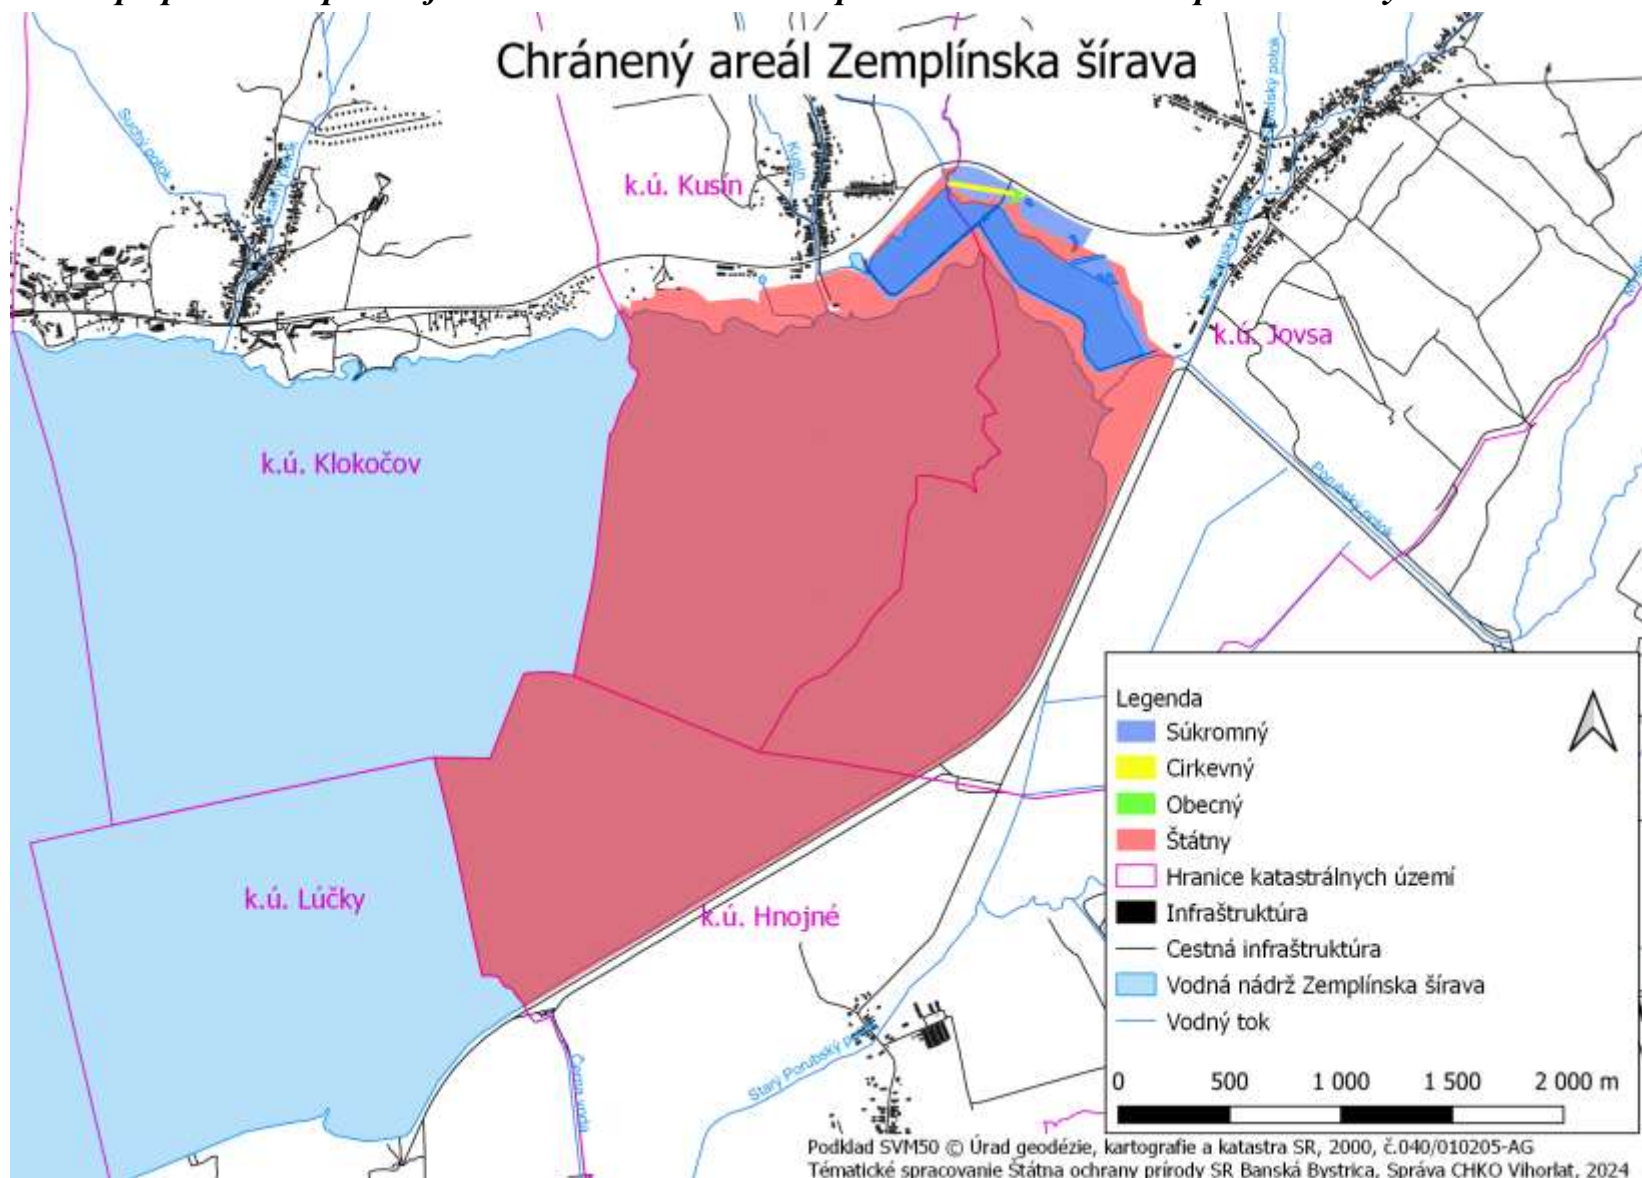 Chránený areál Zemplínska šírava
Suchý potok
Kusín
k.ú. Kusín
k.ú. Jovsa
k.ú. Klokočov
Porubský potok
k.ú. Lúčky
k.ú. Hnojné
Starý Porubský
Čierna voda
Legenda
Súkromný
Cirkevný
Obecný
Štátny
Hranice katastrálnych území
Infraštruktúra
Cestná infraštruktúra
Vodná nádrž Zemplínska šírava
Vodný tok
0 500 1 000 1 500 2 000 m
Podklad SVM50 © Úrad geodézie, kartografie a katastra SR, 2000, č.040/010205-AG
Tématické spracovanie Štátna ochrany prírody SR Banská Bystrica, Správa CHKO Vihorlat, 2024